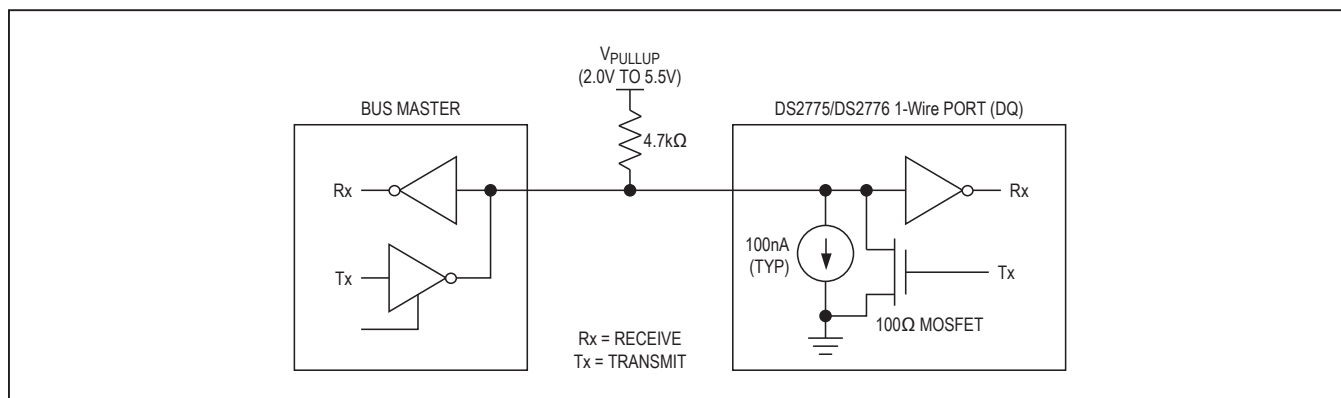 V_PULLUP
(2.0V TO 5.5V)
BUS MASTER
DS2775/DS2776 1-Wire PORT (DQ)
4.7kΩ
Rx
Rx
100nA
(TYP)
Tx
Tx
100Ω MOSFET
Rx = RECEIVE
Tx = TRANSMIT